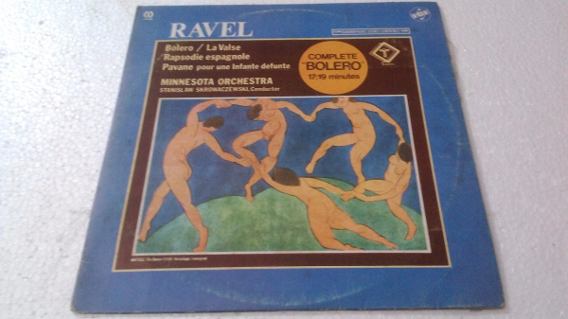 RAVEL
Bolero / La Valse
Rapsodie espagnole
Pavane pour une Infante defunte
MINNESOTA ORCHESTRA
STANISLAW SKROWACZEWSKI, Conductor
COMPLETE
"BOLERO"
17:19 minutes